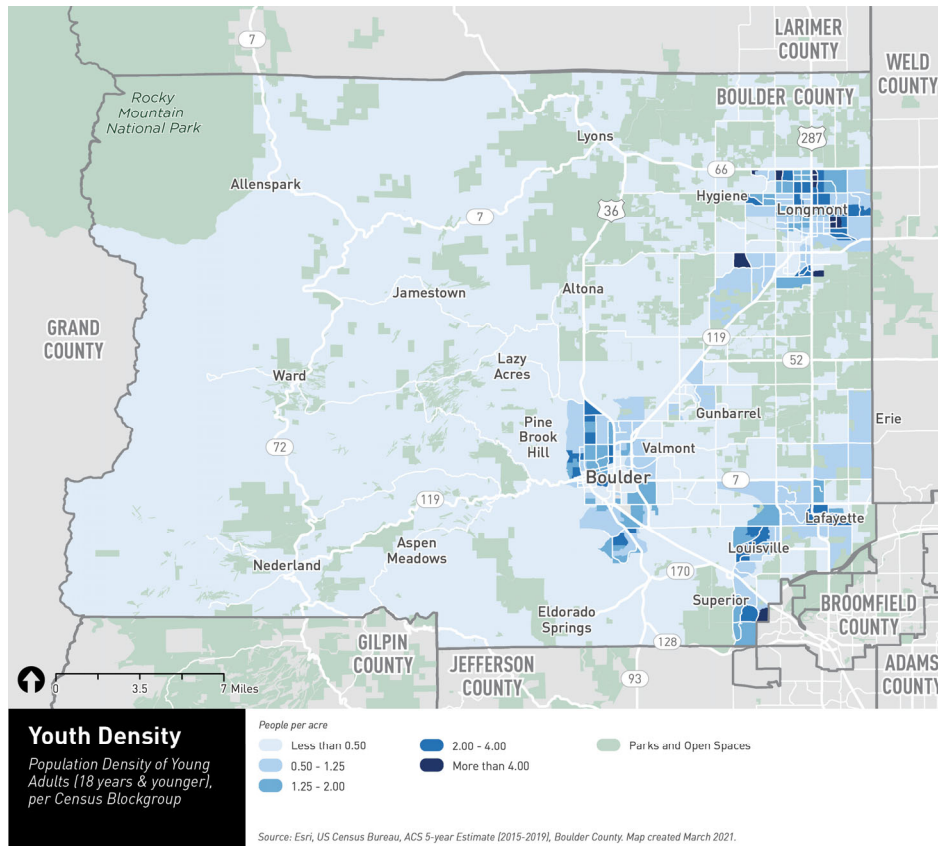 LARIMER
COUNTY
7
WELD
COUNTY
Rocky
Mountain
National Park
BOULDER COUNTY
Lyons
287
66
Allenspark
Hygiene
Longmont
7
36
Jamestown
Altona
GRAND
COUNTY
119
Lazy
Acres
52
Ward
Gunbarrel
Erie
Pine
Brook
Hill
72
Valmont
Boulder
7
119
Lafayette
Aspen
Meadows
Louisville
Nederland
170
Superior
BROOMFIELD
COUNTY
Eldorado
Springs
GILPIN
COUNTY
128
JEFFERSON
COUNTY
93
ADAMS
COUNTY
0 3.5 7 Miles
Youth Density
Population Density of Young
Adults (18 years & younger),
per Census Blockgroup
People per acre
Less than 0.50
0.50 - 1.25
1.25 - 2.00
2.00 - 4.00
More than 4.00
Parks and Open Spaces
Source: Esri, US Census Bureau, ACS 5-year Estimate (2015-2019), Boulder County. Map created March 2021.